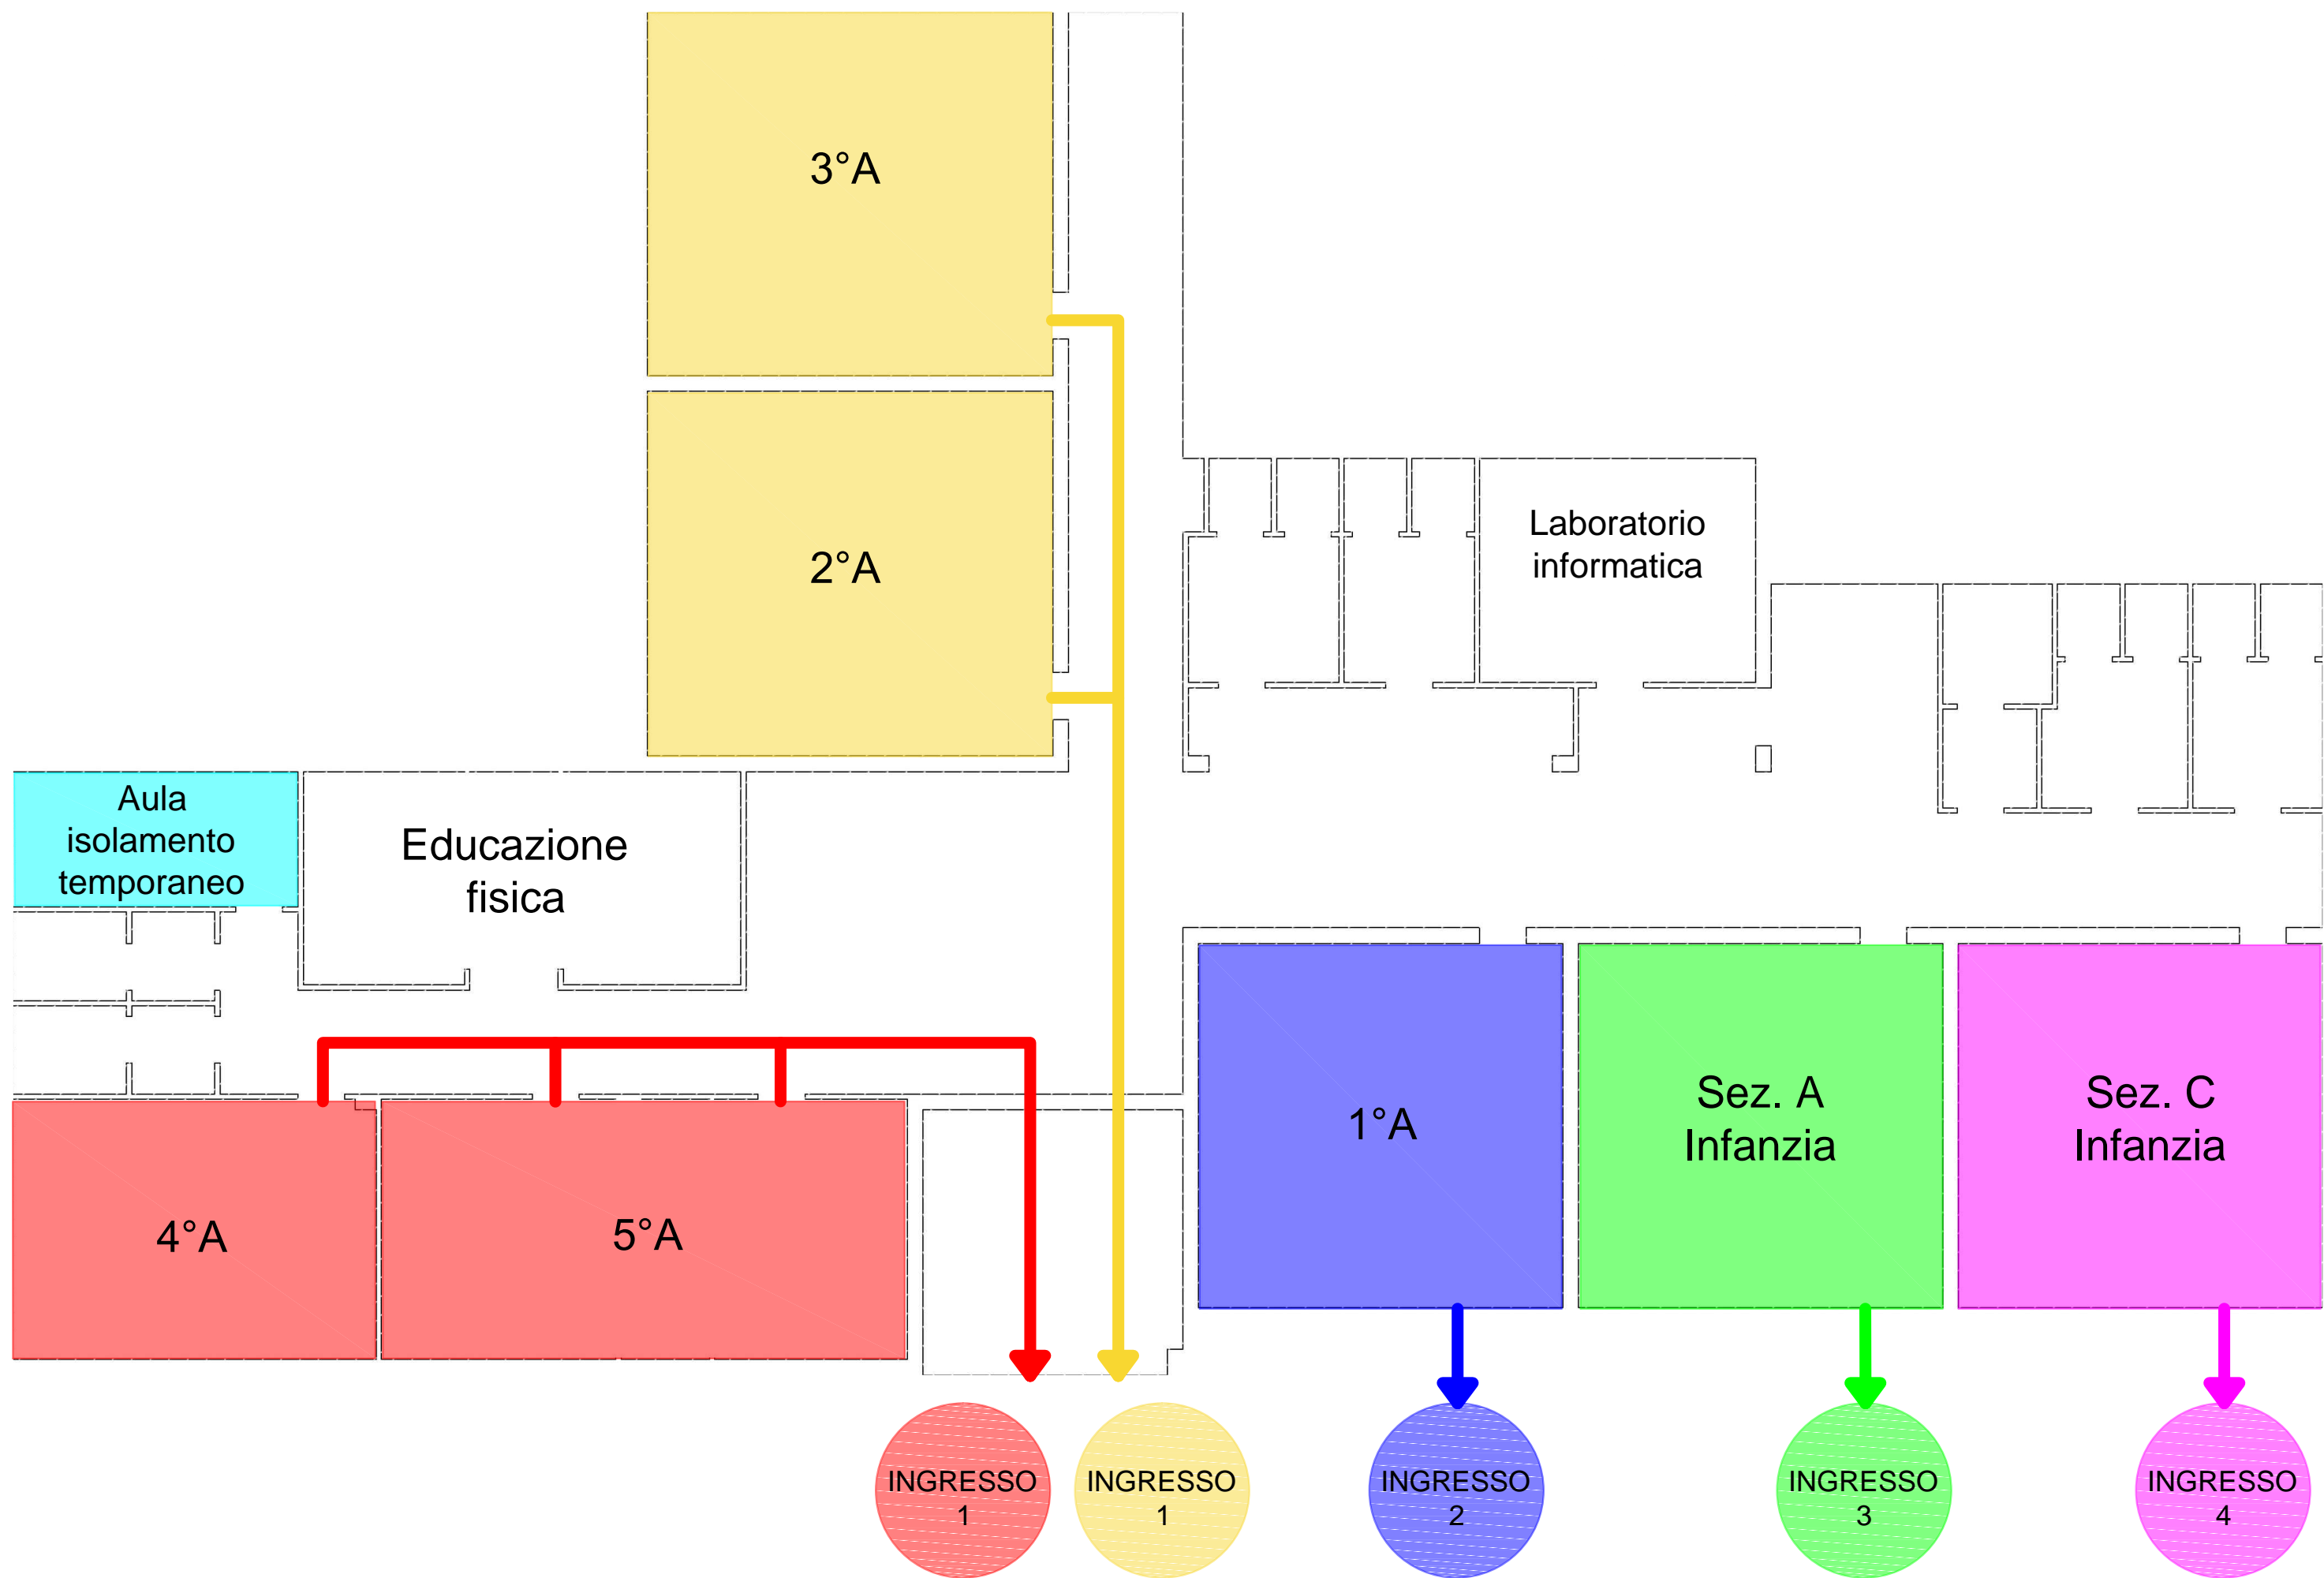 3°A
2°A
Laboratorio
informatica
Aula
isolamento
temporaneo
Educazione
fisica
4°A
5°A
1°A
Sez. A
Infanzia
Sez. C
Infanzia
INGRESSO
1
INGRESSO
1
INGRESSO
2
INGRESSO
3
INGRESSO
4